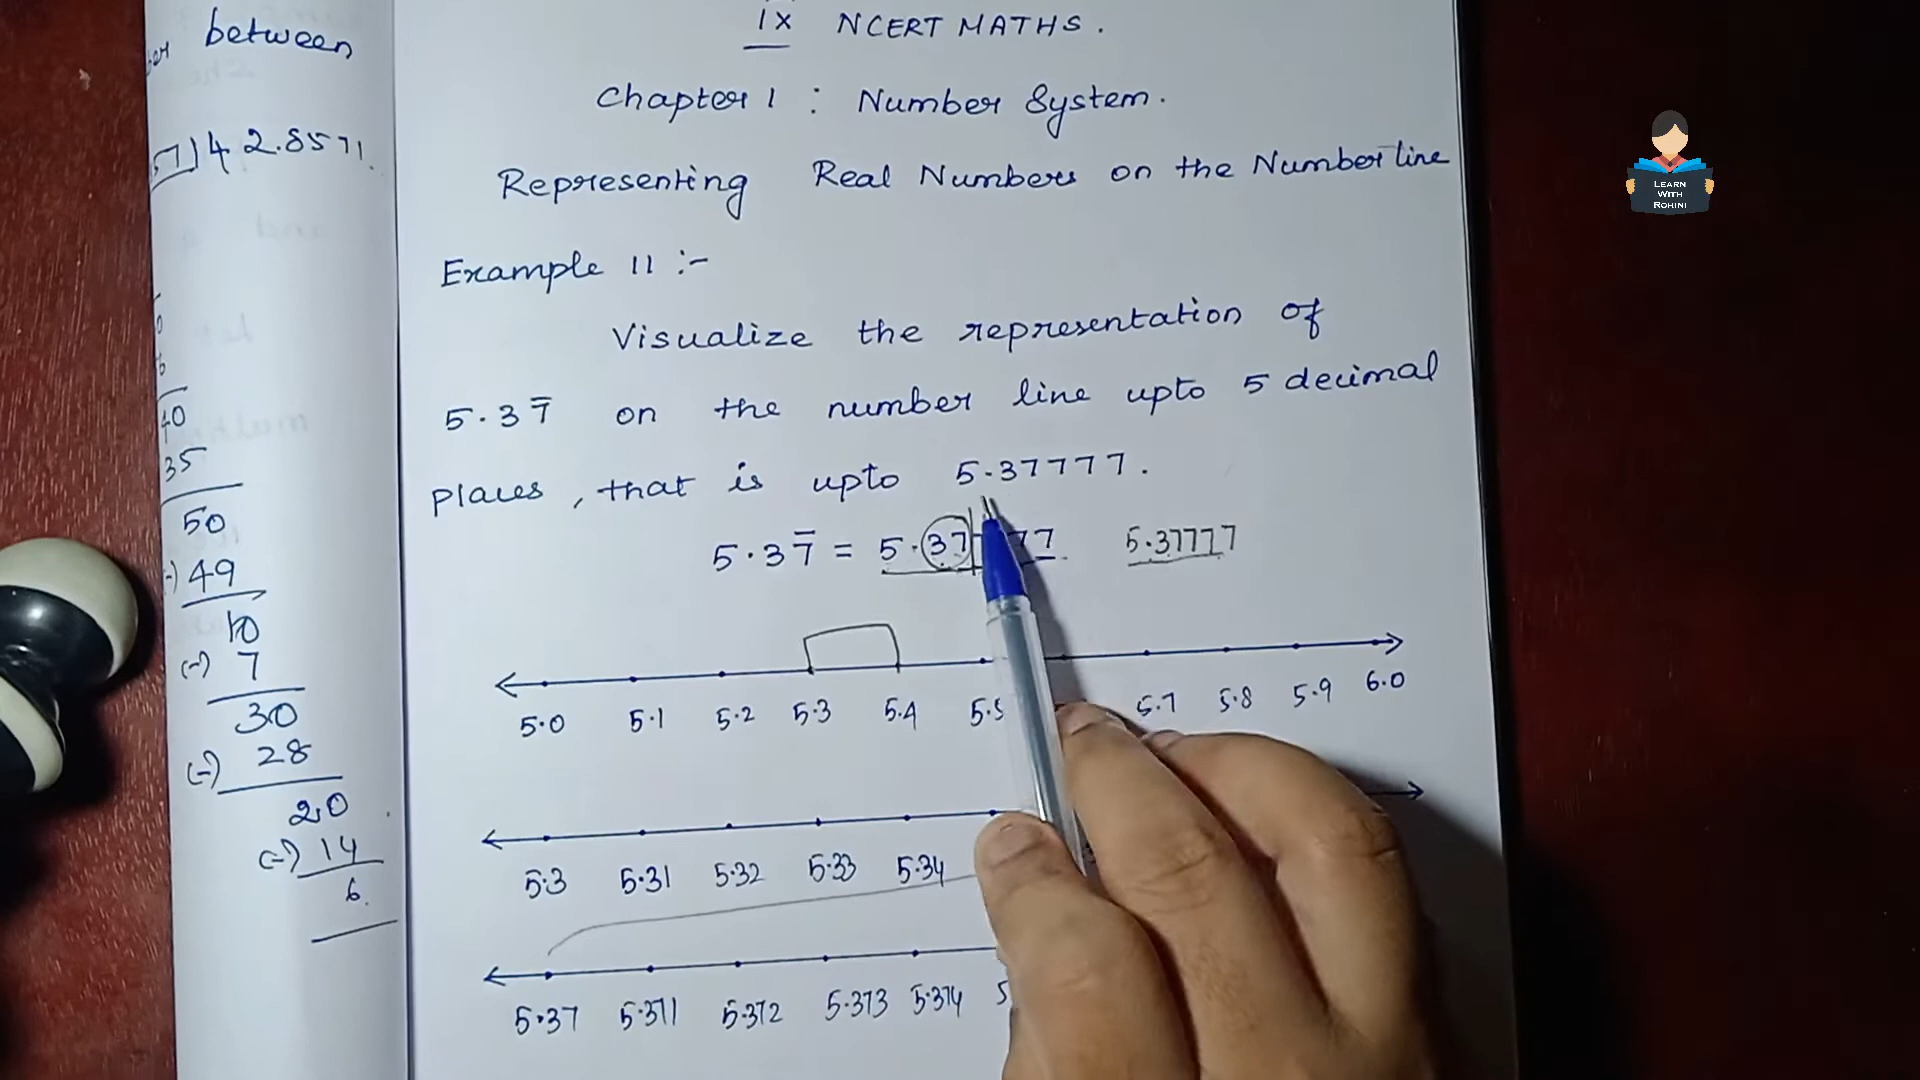 between
42.8571
40
35
50
49
10
(-) 7
30
(-) 28
20
(-) 14
6.
IX NCERT MATHS.
Chapter 1 : Number System.
Representing Real Numbers on the Number line
Example 11 :-
Visualize the representation of
5.37̅ on the number line upto 5 decimal
places, that is upto 5.37777.
5.37̅ = 5.37 77 5.37777
5.0 5.1 5.2 5.3 5.4 5.7 5.8 5.9 6.0
5.3 5.31 5.32 5.33 5.34
5.37 5.371 5.372 5.373 5.374
LEARN
WITH
ROHINI